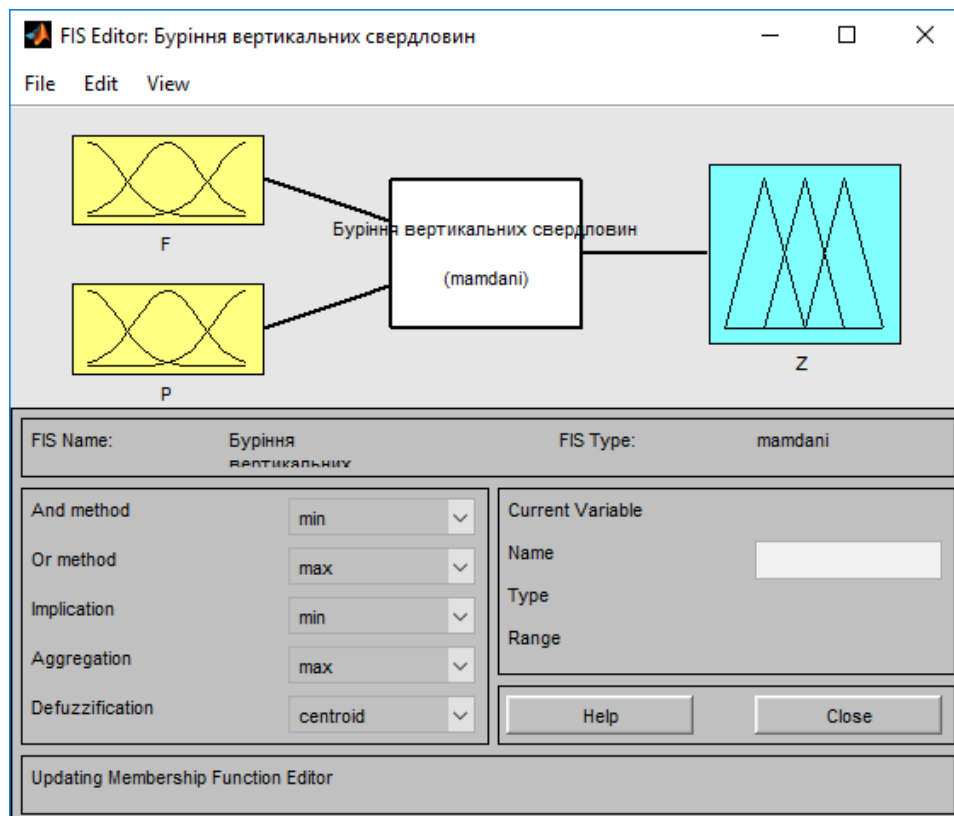 FIS Editor: Буріння вертикальних свердловин
File Edit View
F
P
Буріння вертикальних свердловин
(mamdani)
Z
FIS Name: Буріння вертикальних FIS Type: mamdani
And method min
Or method max
Implication min
Aggregation max
Defuzzification centroid
Current Variable
Name
Type
Range
Help Close
Updating Membership Function Editor